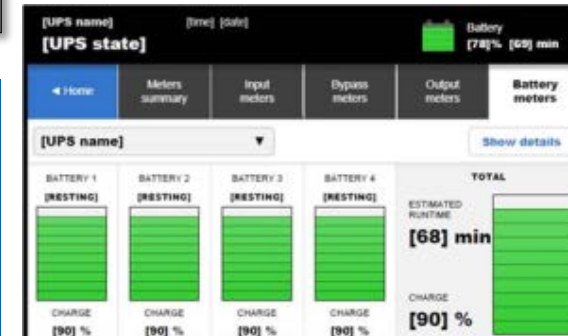 [UPS name] [time] [date]
[UPS state]
Battery
[78]% [69] min
◄ Home
Meters summary
Input meters
Bypass meters
Output meters
Battery meters
[UPS name] ▼
Show details
BATTERY 1 BATTERY 2 BATTERY 3 BATTERY 4 TOTAL
[RESTING] [RESTING] [RESTING] [RESTING]
ESTIMATED
RUNTIME
[68] min
CHARGE CHARGE CHARGE CHARGE
[90] % [90] % [90] % [90] %
CHARGE
[90] %